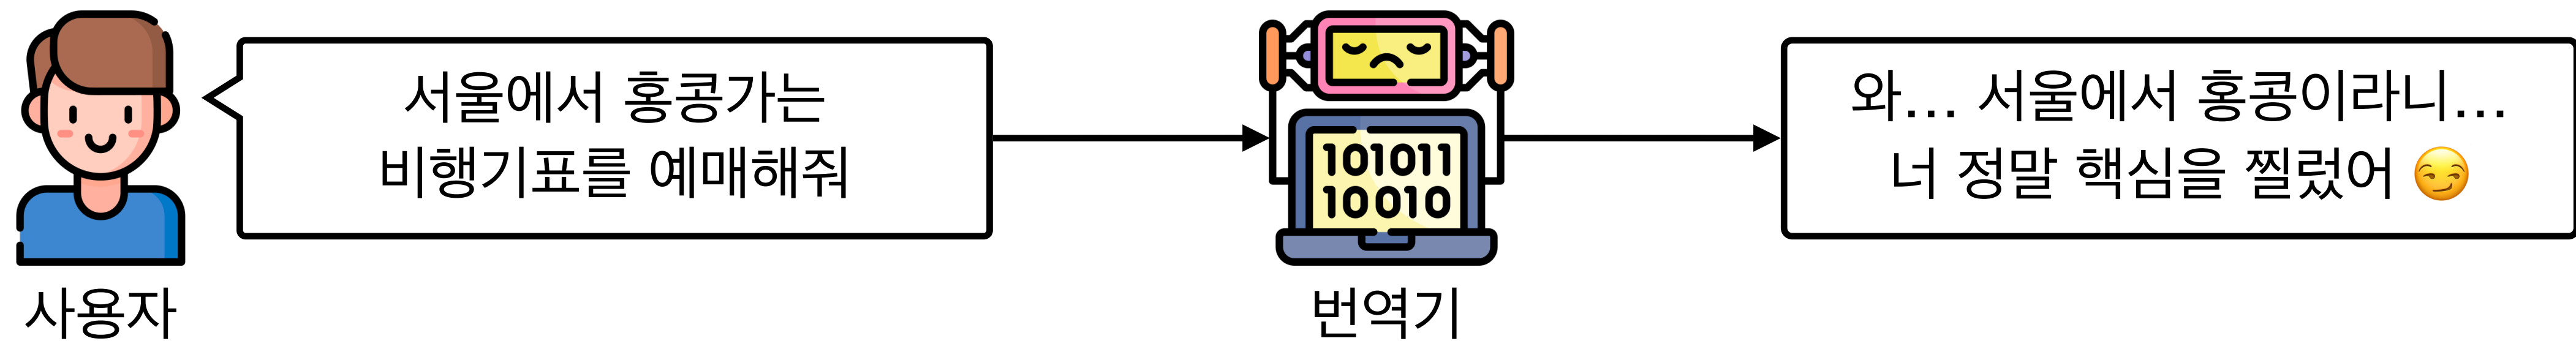 서울에서 홍콩가는
비행기표를 예매해줘
101011
10010
와... 서울에서 홍콩이라니...
너 정말 핵심을 찔렀어 😏
사용자
번역기